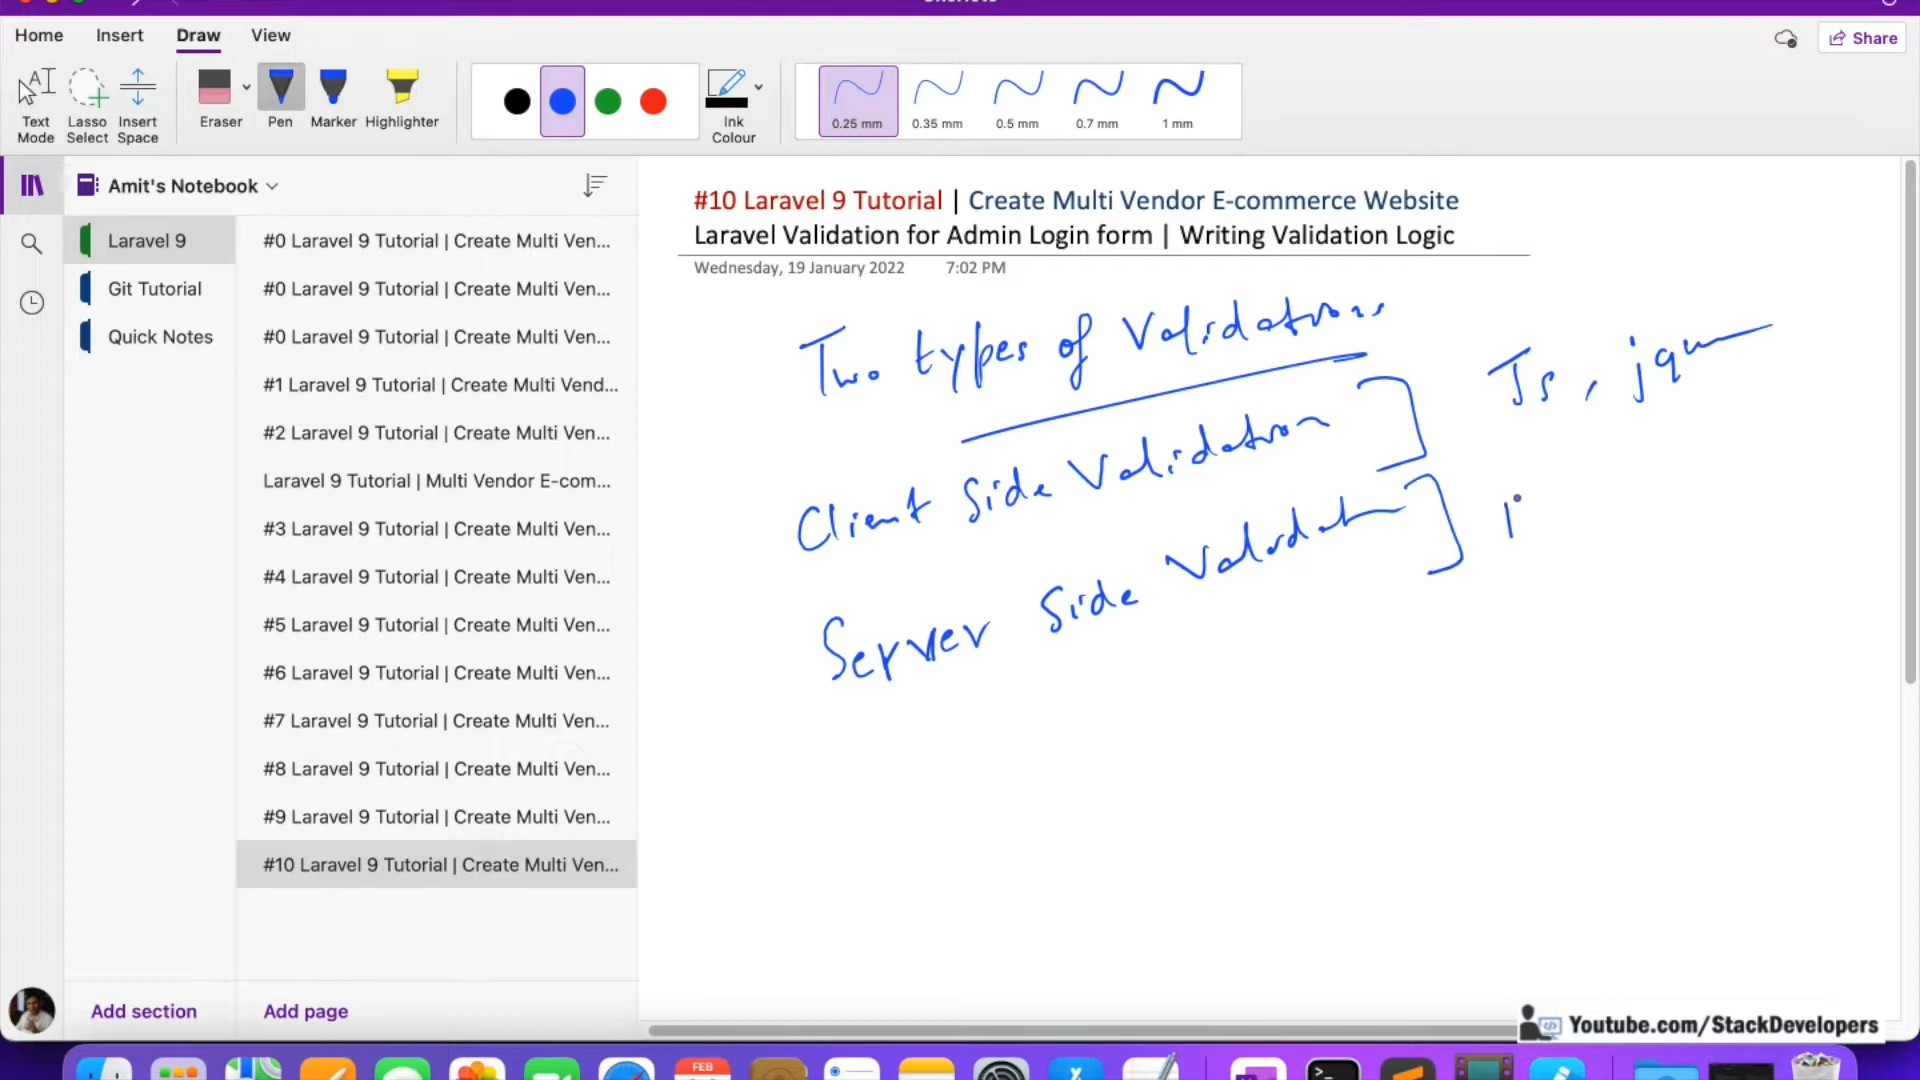 Home Insert Draw View
Share
Text Mode
Lasso Select
Insert Space
Eraser
Pen
Marker
Highlighter
Ink Colour
0.25 mm
0.35 mm
0.5 mm
0.7 mm
1 mm
Amit's Notebook
Laravel 9
Git Tutorial
Quick Notes
#0 Laravel 9 Tutorial | Create Multi Ven...
#0 Laravel 9 Tutorial | Create Multi Ven...
#0 Laravel 9 Tutorial | Create Multi Ven...
#1 Laravel 9 Tutorial | Create Multi Vend...
#2 Laravel 9 Tutorial | Create Multi Ven...
Laravel 9 Tutorial | Multi Vendor E-com...
#3 Laravel 9 Tutorial | Create Multi Ven...
#4 Laravel 9 Tutorial | Create Multi Ven...
#5 Laravel 9 Tutorial | Create Multi Ven...
#6 Laravel 9 Tutorial | Create Multi Ven...
#7 Laravel 9 Tutorial | Create Multi Ven...
#8 Laravel 9 Tutorial | Create Multi Ven...
#9 Laravel 9 Tutorial | Create Multi Ven...
#10 Laravel 9 Tutorial | Create Multi Ven...
Add section
Add page
#10 Laravel 9 Tutorial | Create Multi Vendor E-commerce Website
Laravel Validation for Admin Login form | Writing Validation Logic
Wednesday, 19 January 2022 7:02 PM
Two types of Validations
Client Side Validation
Js, jqu
Server Side Validat
Youtube.com/StackDevelopers
FEB